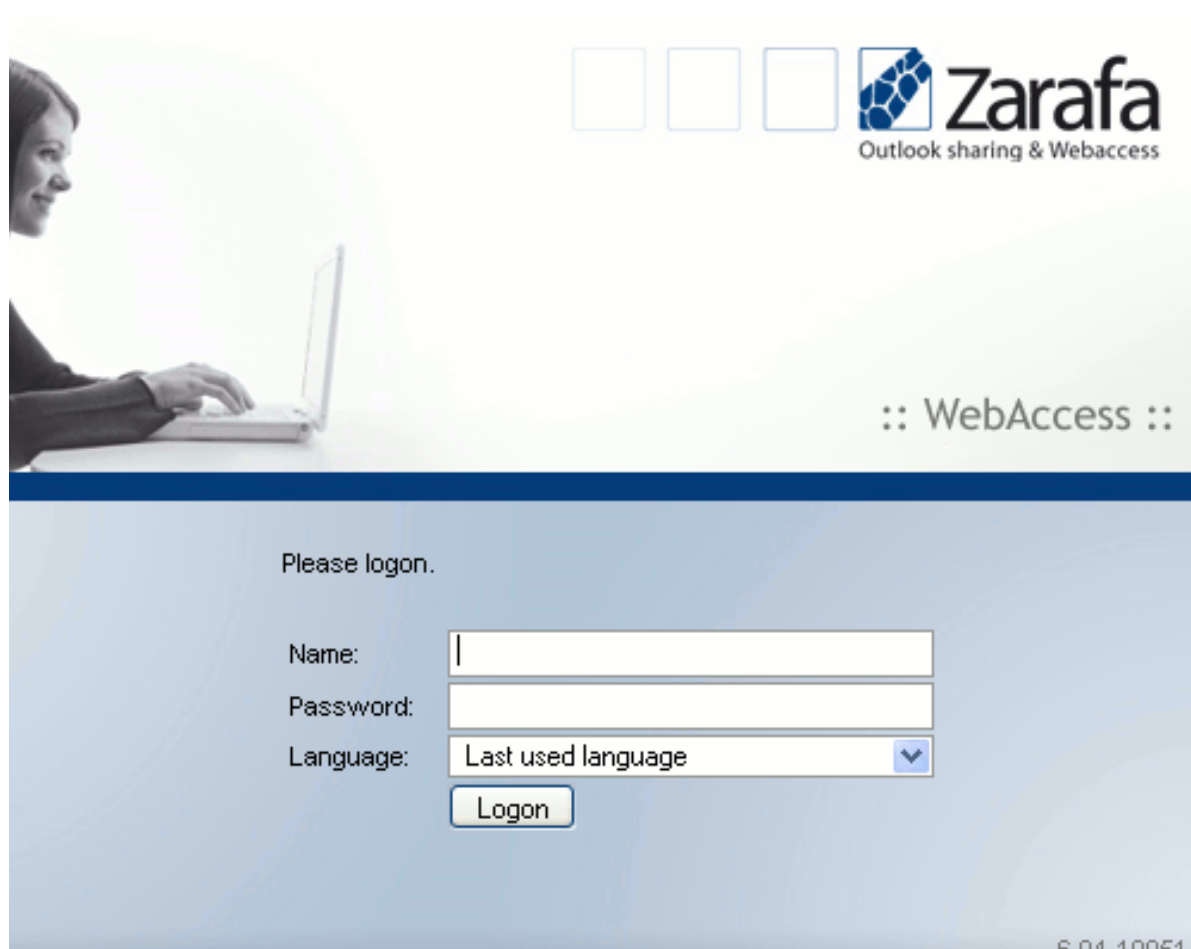 Zarafa
Outlook sharing & Webaccess
:: WebAccess ::
Please logon.
Name:
Password:
Language: Last used language
Logon